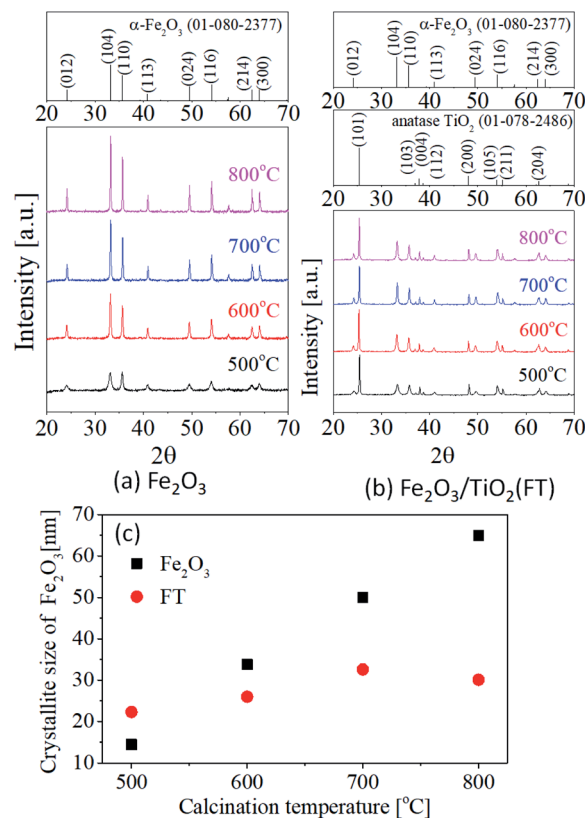 α-Fe₂O₃ (01-080-2377)
(012)
(104)
(110)
(113)
(024)
(116)
(214)
(300)
20 30 40 50 60 70
800°C
700°C
600°C
500°C
Intensity [a.u.]
20 30 40 50 60 70
2θ
(a) Fe₂O₃
α-Fe₂O₃ (01-080-2377)
(012)
(104)
(110)
(113)
(024)
(116)
(214)
(300)
20 30 40 50 60 70
anatase TiO₂ (01-078-2486)
(101)
(103)
(004)
(112)
(200)
(105)
(211)
(204)
20 30 40 50 60 70
800°C
700°C
600°C
500°C
Intensity [a.u.]
20 30 40 50 60 70
2θ
(b) Fe₂O₃/TiO₂(FT)
(c)
Fe₂O₃
FT
Crystallite size of Fe₂O₃[nm]
70
60
50
40
30
20
10
500 600 700 800
Calcination temperature [°C]